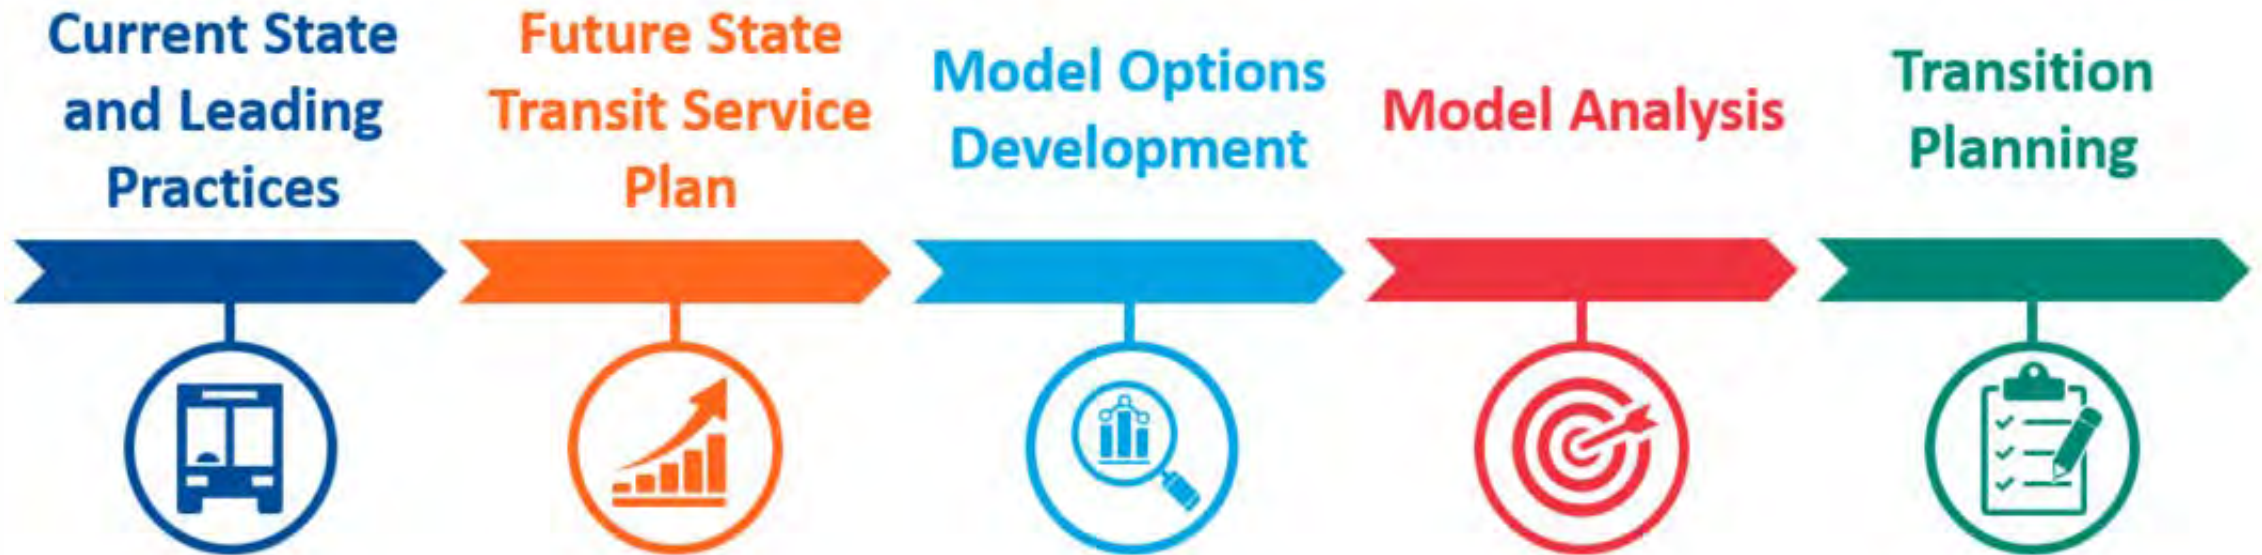 Current State
and Leading
Practices
Future State
Transit Service
Plan
Model Options
Development
Model Analysis
Transition
Planning